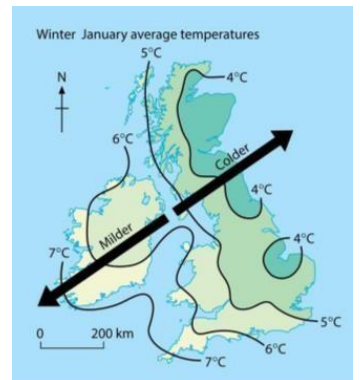 Winter January average temperatures
5°C
4°C
N
6°C
Colder
4°C
Milder
4°C
7°C
5°C
0 200 km
6°C
7°C